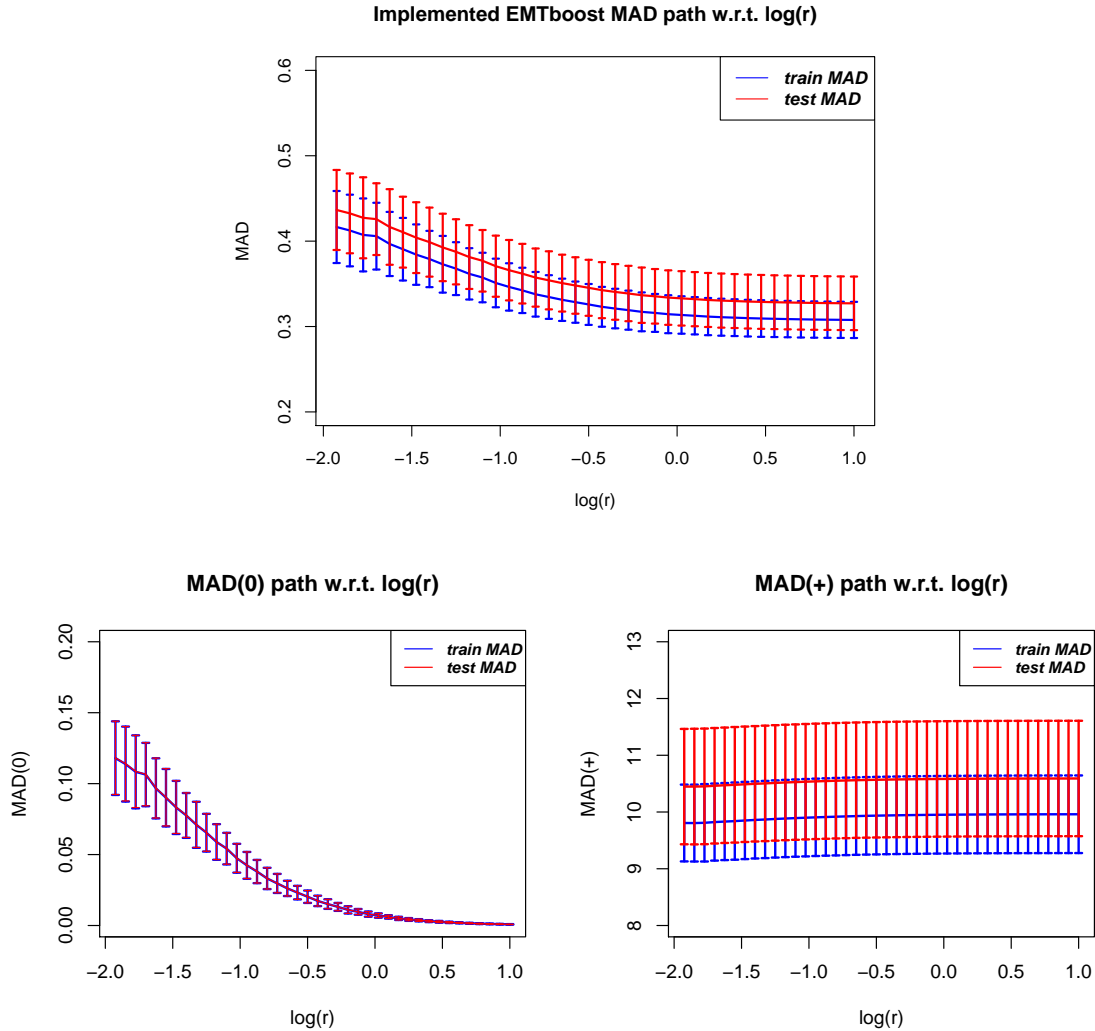 Implemented EMTboost MAD path w.r.t. log(r)
train MAD
test MAD
0.6
0.5
0.4
0.3
0.2
MAD
−2.0 −1.5 −1.0 −0.5 0.0 0.5 1.0
log(r)
MAD(0) path w.r.t. log(r)
train MAD
test MAD
0.20
0.15
0.10
0.05
0.00
MAD(0)
−2.0 −1.5 −1.0 −0.5 0.0 0.5 1.0
log(r)
MAD(+) path w.r.t. log(r)
train MAD
test MAD
13
12
11
10
9
8
MAD(+)
−2.0 −1.5 −1.0 −0.5 0.0 0.5 1.0
log(r)